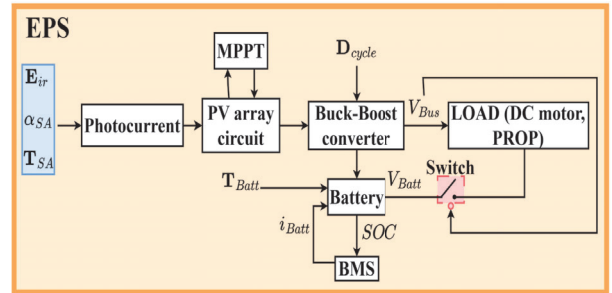 EPS
E_ir
α_SA
T_SA
Photocurrent
MPPT
PV array
circuit
D_cycle
Buck-Boost
converter
V_Bus
LOAD (DC motor,
PROP)
T_Batt
Battery
V_Batt
Switch
i_Batt
SOC
BMS